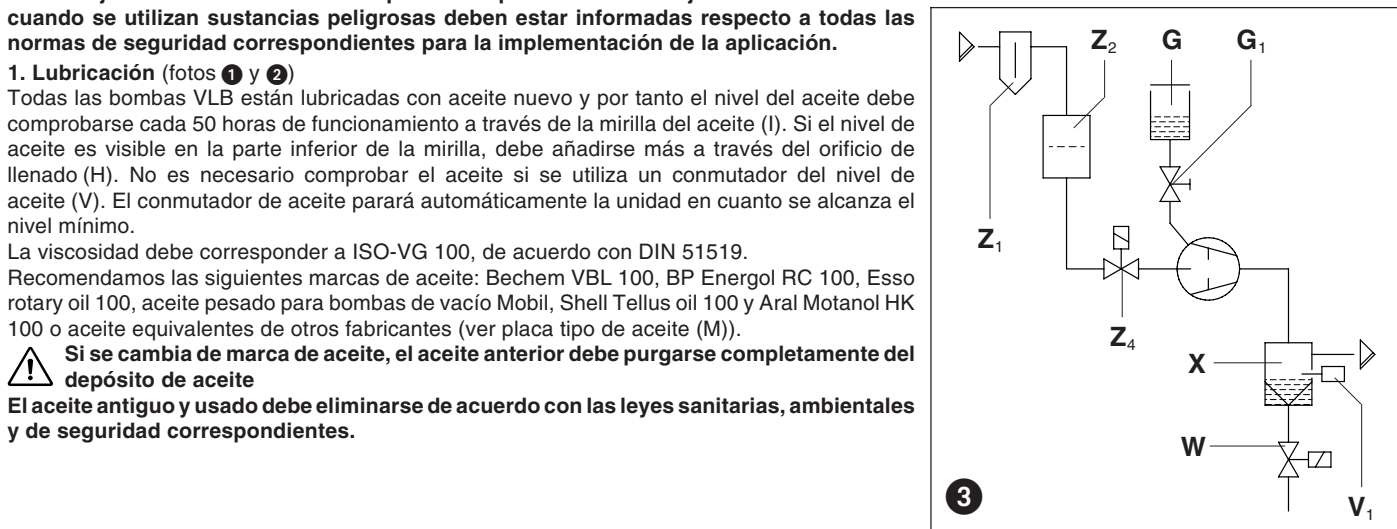 cuando se utilizan sustancias peligrosas deben estar informadas respecto a todas las
normas de seguridad correspondientes para la implementación de la aplicación.
1. Lubricación (fotos ❶ y ❷)
Todas las bombas VLB están lubricadas con aceite nuevo y por tanto el nivel del aceite debe
comprobarse cada 50 horas de funcionamiento a través de la mirilla del aceite (I). Si el nivel de
aceite es visible en la parte inferior de la mirilla, debe añadirse más a través del orificio de
llenado (H). No es necesario comprobar el aceite si se utiliza un conmutador del nivel de
aceite (V). El conmutador de aceite parará automáticamente la unidad en cuanto se alcanza el
nivel mínimo.
La viscosidad debe corresponder a ISO-VG 100, de acuerdo con DIN 51519.
Recomendamos las siguientes marcas de aceite: Bechem VBL 100, BP Energol RC 100, Esso
rotary oil 100, aceite pesado para bombas de vacío Mobil, Shell Tellus oil 100 y Aral Motanol HK
100 o aceite equivalentes de otros fabricantes (ver placa tipo de aceite (M)).
Si se cambia de marca de aceite, el aceite anterior debe purgarse completamente del
depósito de aceite
El aceite antiguo y usado debe eliminarse de acuerdo con las leyes sanitarias, ambientales
y de seguridad correspondientes.
Z₂ G G₁
Z₁
Z₄
X
W
❸
V₁